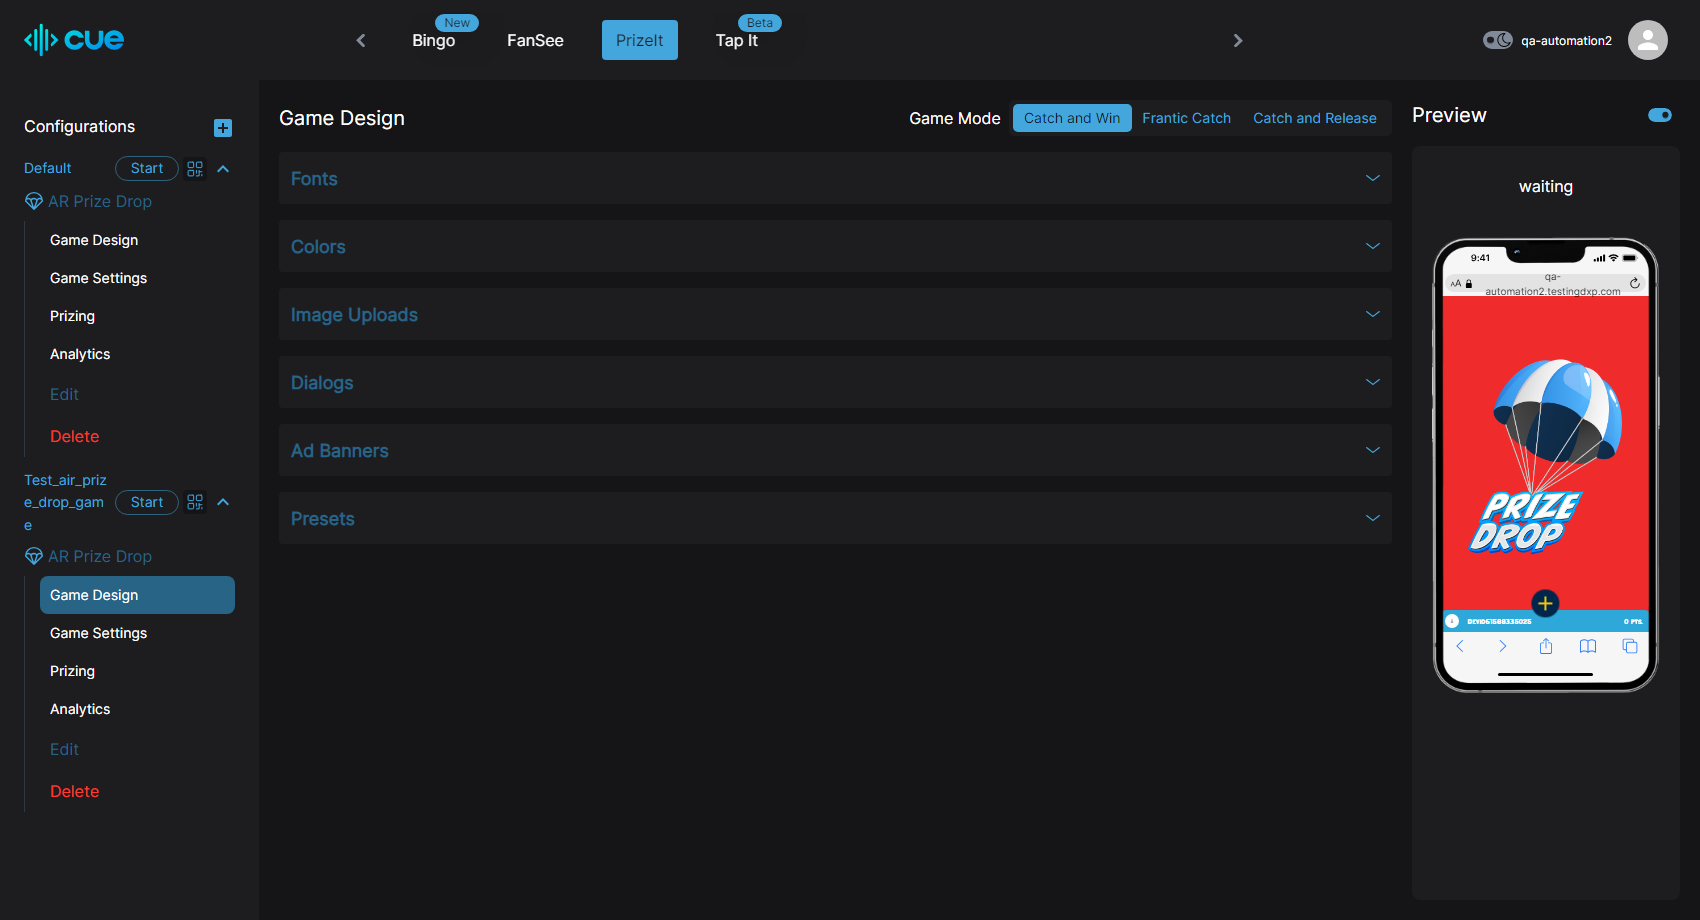 cue
New
Bingo
FanSee
PrizeIt
Beta
Tap It
qa-automation2
Configurations
Default
Start
AR Prize Drop
Game Design
Game Settings
Prizing
Analytics
Edit
Delete
Test_air_priz
e_drop_gam
e
Start
AR Prize Drop
Game Design
Game Settings
Prizing
Analytics
Edit
Delete
Game Design
Game Mode
Catch and Win
Frantic Catch
Catch and Release
Fonts
Colors
Image Uploads
Dialogs
Ad Banners
Presets
Preview
waiting
9:41
AA
qa-
automation2.testingdxp.com
PRIZE
DROP
0 PTS.